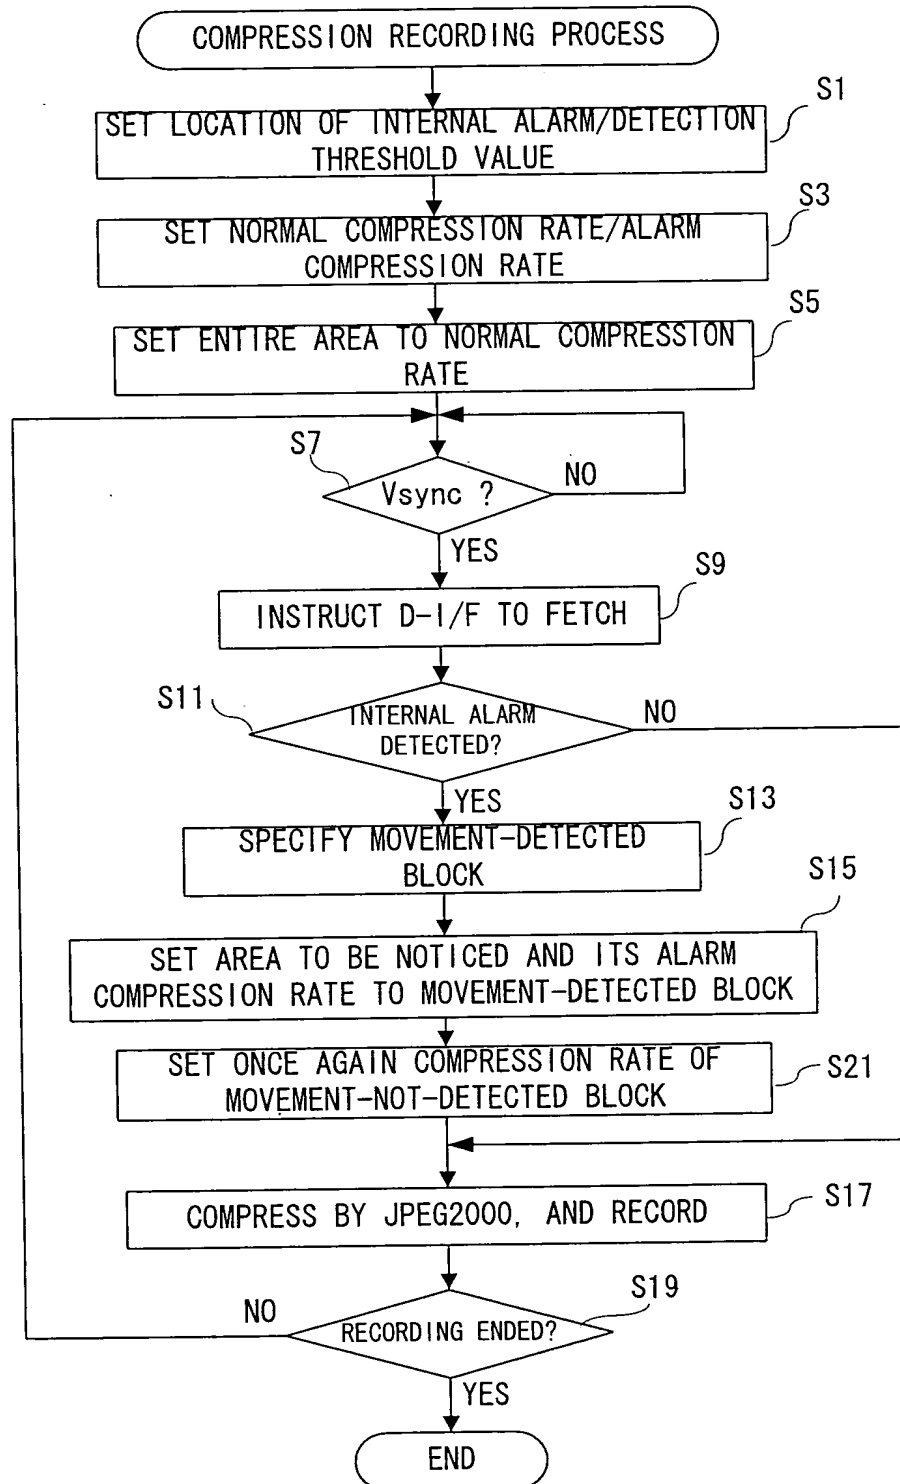 COMPRESSION RECORDING PROCESS
S1
SET LOCATION OF INTERNAL ALARM/DETECTION
THRESHOLD VALUE
S3
SET NORMAL COMPRESSION RATE/ALARM
COMPRESSION RATE
S5
SET ENTIRE AREA TO NORMAL COMPRESSION
RATE
S7
Vsync ?
NO
YES
S9
INSTRUCT D-I/F TO FETCH
S11
INTERNAL ALARM
DETECTED?
NO
YES
S13
SPECIFY MOVEMENT-DETECTED
BLOCK
S15
SET AREA TO BE NOTICED AND ITS ALARM
COMPRESSION RATE TO MOVEMENT-DETECTED BLOCK
SET ONCE AGAIN COMPRESSION RATE OF
MOVEMENT-NOT-DETECTED BLOCK
S21
COMPRESS BY JPEG2000, AND RECORD
S17
S19
NO
RECORDING ENDED?
YES
END